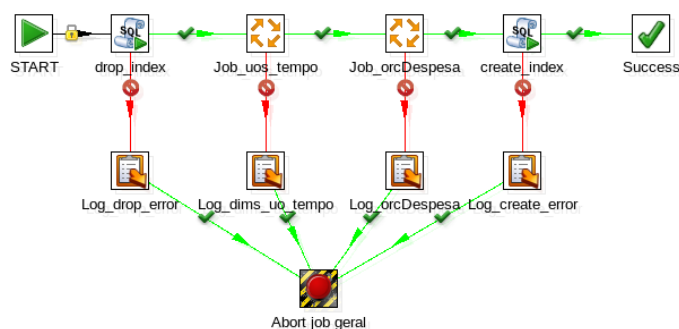 SQL
SQL
START
drop_index
Job_uos_tempo
Job_orcDespesa
create_index
Success
Log_drop_error
Log_dims_uo_tempo
Log_orcDespesa
Log_create_error
Abort job geral